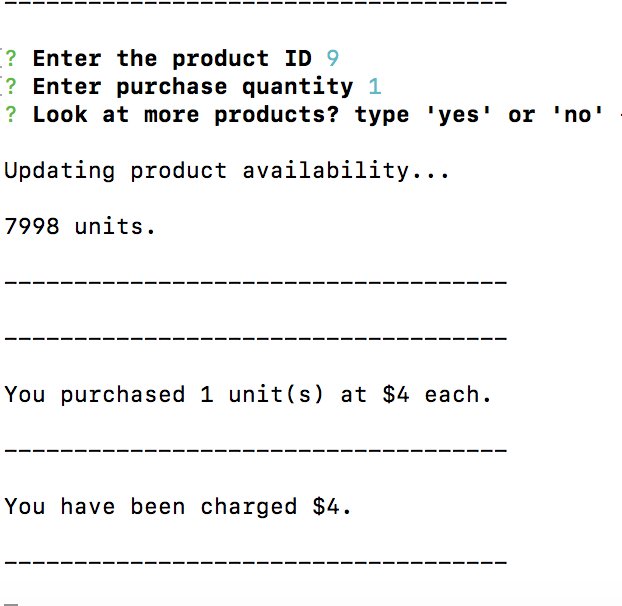 ------------------------------------
? Enter the product ID 9
? Enter purchase quantity 1
? Look at more products? type 'yes' or 'no'
Updating product availability...
7998 units.
------------------------------------
------------------------------------
You purchased 1 unit(s) at $4 each.
------------------------------------
You have been charged $4.
------------------------------------